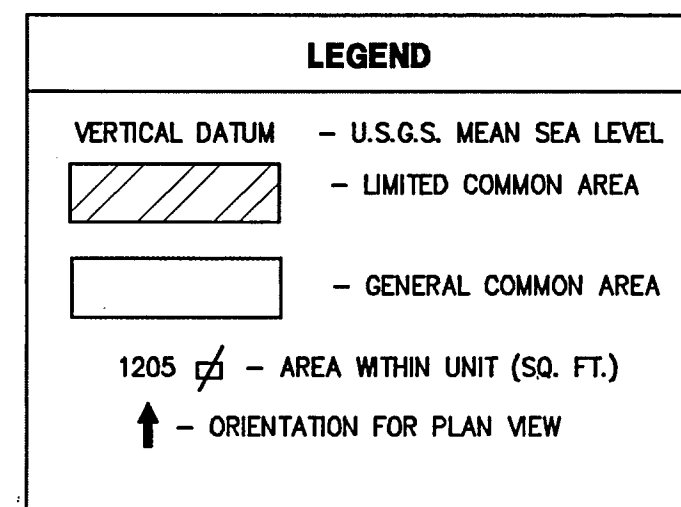 LEGEND
VERTICAL DATUM – U.S.G.S. MEAN SEA LEVEL
– LIMITED COMMON AREA
– GENERAL COMMON AREA
1205 – AREA WITHIN UNIT (SQ. FT.)
– ORIENTATION FOR PLAN VIEW